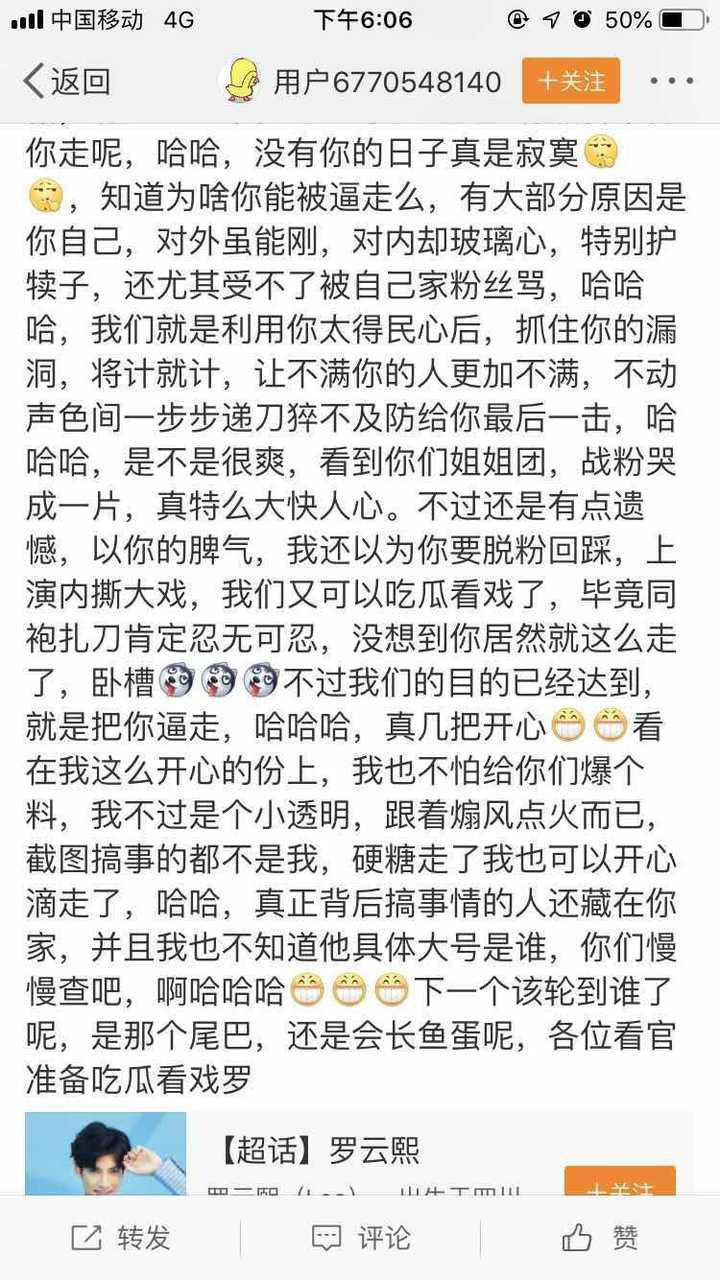 中国移动 4G 下午6:06 50%
返回 用户6770548140 +关注
你走呢，哈哈，没有你的日子真是寂寞
，知道为啥你能被逼走么，有大部分原因是
你自己，对外虽能刚，对内却玻璃心，特别护
犊子，还尤其受不了被自己家粉丝骂，哈哈
哈，我们就是利用你太得民心后，抓住你的漏
洞，将计就计，让不满你的人更加不满，不动
声色间一步步递刀猝不及防给你最后一击，哈
哈哈，是不是很爽，看到你们姐姐团，战粉哭
成一片，真特么大快人心。不过还是有点遗
憾，以你的脾气，我还以为你要脱粉回踩，上
演内撕大戏，我们又可以吃瓜看戏了，毕竟同
袍扎刀肯定忍无可忍，没想到你居然就这么走
了，卧槽不过我们的目的已经达到，
就是把你逼走，哈哈哈，真几把开心看
在我这么开心的份上，我也不怕给你们爆个
料，我不过是个小透明，跟着煽风点火而已，
截图搞事的都不是我，硬糖走了我也可以开心
滴走了，哈哈，真正背后搞事情的人还藏在你
家，并且我也不知道他具体大号是谁，你们慢
慢查吧，啊哈哈哈下一个该轮到谁了
呢，是那个尾巴，还是会长鱼蛋呢，各位看官
准备吃瓜看戏罗
【超话】罗云熙
+关注
转发 评论 赞